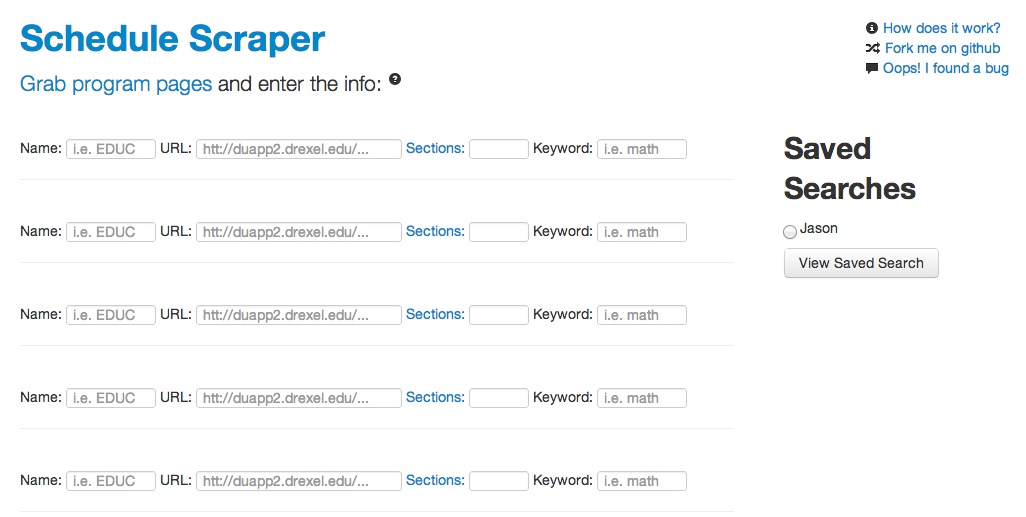 Schedule Scraper
Grab program pages and enter the info: ?
How does it work?
Fork me on github
Oops! I found a bug
Name: i.e. EDUC URL: htt://duapp2.drexel.edu/... Sections: Keyword: i.e. math
Name: i.e. EDUC URL: htt://duapp2.drexel.edu/... Sections: Keyword: i.e. math
Name: i.e. EDUC URL: htt://duapp2.drexel.edu/... Sections: Keyword: i.e. math
Name: i.e. EDUC URL: htt://duapp2.drexel.edu/... Sections: Keyword: i.e. math
Name: i.e. EDUC URL: htt://duapp2.drexel.edu/... Sections: Keyword: i.e. math
Saved
Searches
Jason
View Saved Search